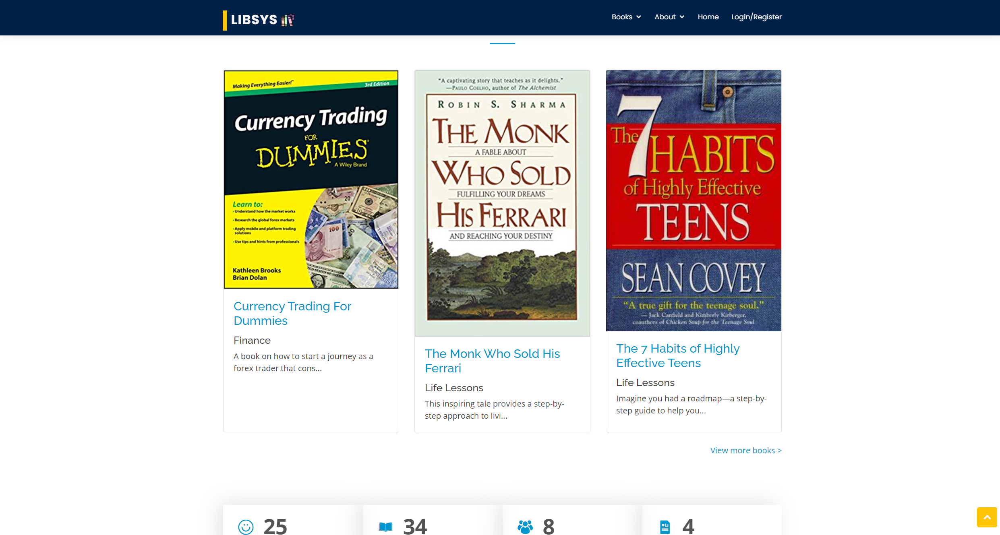 LIBSYS
Books
About
Home
Login/Register
Making Everything Easier!™
3rd Edition
Currency Trading
FOR
DUMMIES®
A Wiley Brand
Learn to:
• Understand how the market works
• Research the global forex markets
• Apply mobile and platform trading
solutions
• Use tips and hints from professionals
Kathleen Brooks
Brian Dolan
Currency Trading For
Dummies
Finance
A book on how to start a journey as a
forex trader that cons...
"A captivating story that teaches as it delights."
—PAULO COELHO, author of The Alchemist
ROBIN S. SHARMA
THE MONK
A FABLE ABOUT
WHO SOLD
FULFILLING YOUR DREAMS
HIS FERRARI
AND REACHING YOUR DESTINY
The Monk Who Sold His
Ferrari
Life Lessons
This inspiring tale provides a step-by-
step approach to livi...
The 7 HABITS
of Highly Effective
TEENS
SEAN COVEY
"A true gift for the teenage soul."
— Jack Canfield and Kimberly Kirberger,
coauthors of Chicken Soup for the Teenage Soul
The 7 Habits of Highly
Effective Teens
Life Lessons
Imagine you had a roadmap—a step-by-
step guide to help you...
View more books >
25
34
8
4